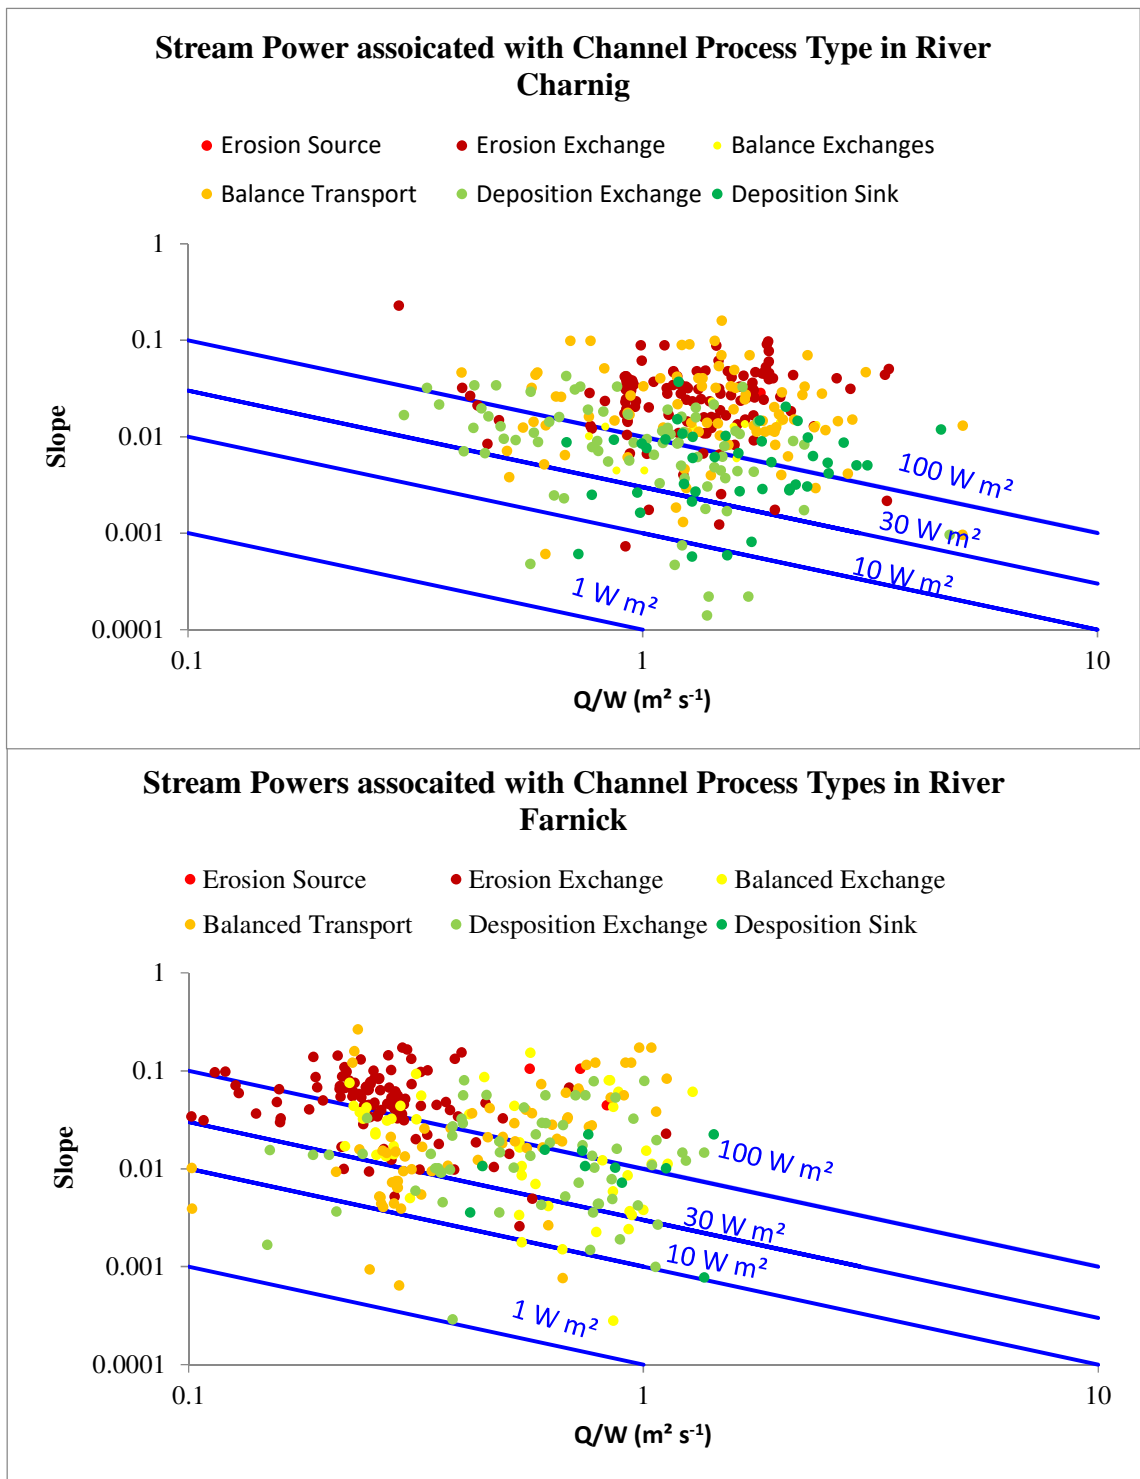 Stream Power assoicated with Channel Process Type in River
Charnig
Erosion Source
Erosion Exchange
Balance Exchanges
Balance Transport
Deposition Exchange
Deposition Sink
1
0.1
0.01
0.001
0.0001
Slope
100 W m²
30 W m²
10 W m²
1 W m²
0.1
1
10
Q/W (m² s⁻¹)
Stream Powers assocaited with Channel Process Types in River
Farnick
Erosion Source
Erosion Exchange
Balanced Exchange
Balanced Transport
Desposition Exchange
Desposition Sink
1
0.1
0.01
0.001
0.0001
Slope
100 W m²
30 W m²
10 W m²
1 W m²
0.1
1
10
Q/W (m² s⁻¹)